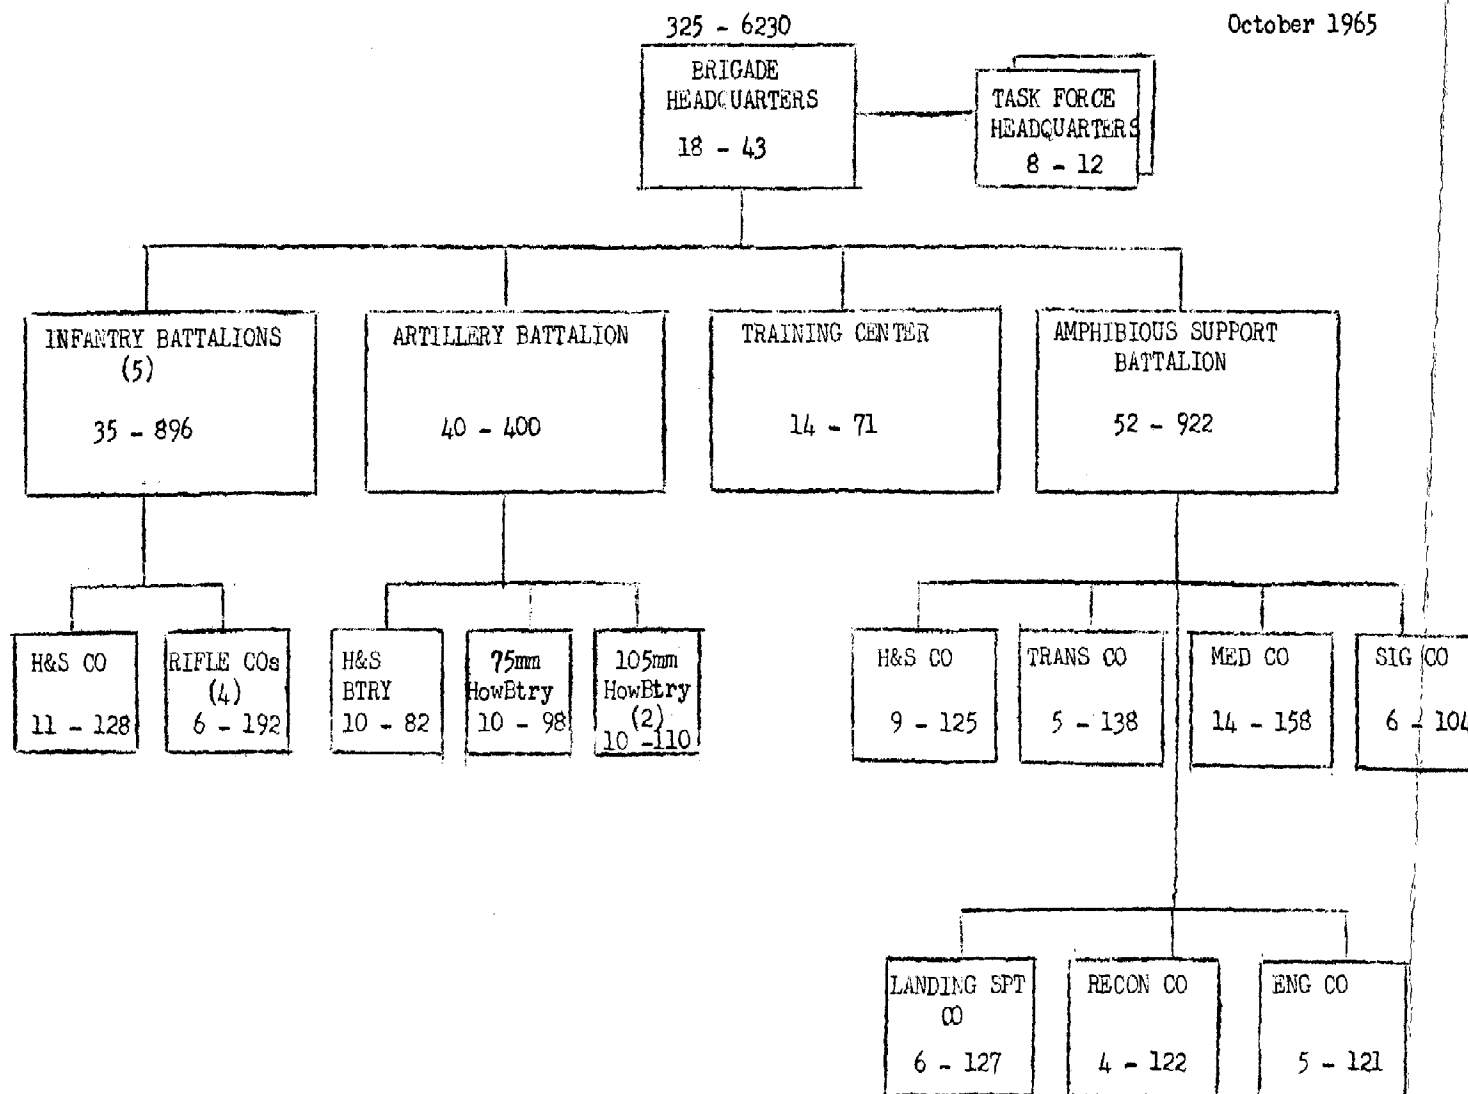 325 - 6230
October 1965
BRIGADE
HEADQUARTERS
18 - 43
TASK FORCE
HEADQUARTERS
8 - 12
INFANTRY BATTALIONS
(5)
35 - 896
ARTILLERY BATTALION
40 - 400
TRAINING CENTER
14 - 71
AMPHIBIOUS SUPPORT
BATTALION
52 - 922
H&S CO
11 - 128
RIFLE COs
(4)
6 - 192
H&S
BTRY
10 - 82
75mm
HowBtry
10 - 98
105mm
HowBtry
(2)
10 -110
H&S CO
9 - 125
TRANS CO
5 - 138
MED CO
14 - 158
SIG CO
6 - 104
LANDING SPT
CO
6 - 127
RECON CO
4 - 122
ENG CO
5 - 121